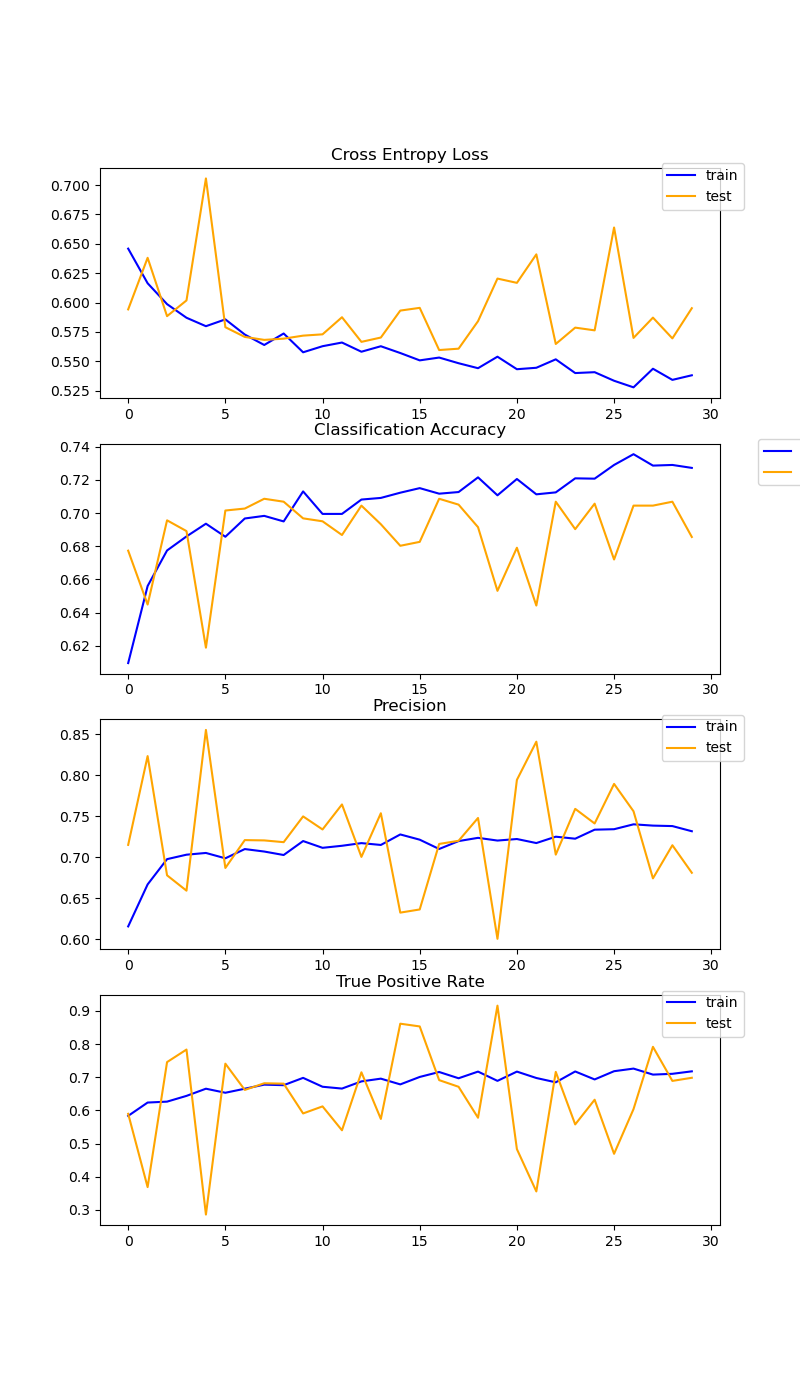 Cross Entropy Loss
train
test
0.700
0.675
0.650
0.625
0.600
0.575
0.550
0.525
0 5 10 15 20 25 30
Classification Accuracy
0.74
0.72
0.70
0.68
0.66
0.64
0.62
0 5 10 15 20 25 30
Precision
train
test
0.85
0.80
0.75
0.70
0.65
0.60
0 5 10 15 20 25 30
True Positive Rate
train
test
0.9
0.8
0.7
0.6
0.5
0.4
0.3
0 5 10 15 20 25 30